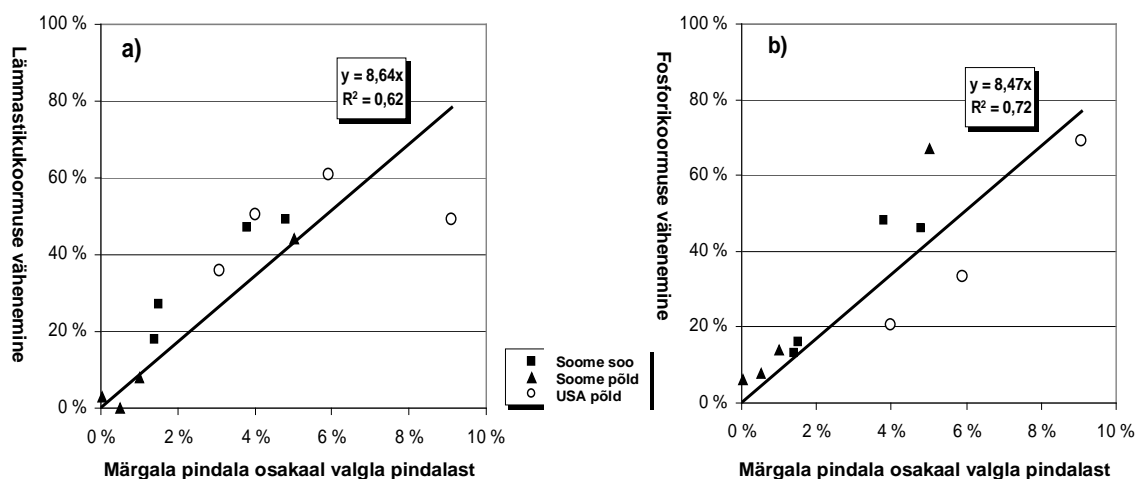 a)
Lämmastikukoormuse vähenemine
100 %
80 %
60 %
40 %
20 %
0 %
y = 8,64x
R² = 0,62
0 % 2 % 4 % 6 % 8 % 10 %
Märgala pindala osakaal valgla pindalast
Soome soo
Soome põld
USA põld
b)
Fosforikoormuse vähenemine
100 %
80 %
60 %
40 %
20 %
0 %
y = 8,47x
R² = 0,72
0 % 2 % 4 % 6 % 8 % 10 %
Märgala pindala osakaal valgla pindalast